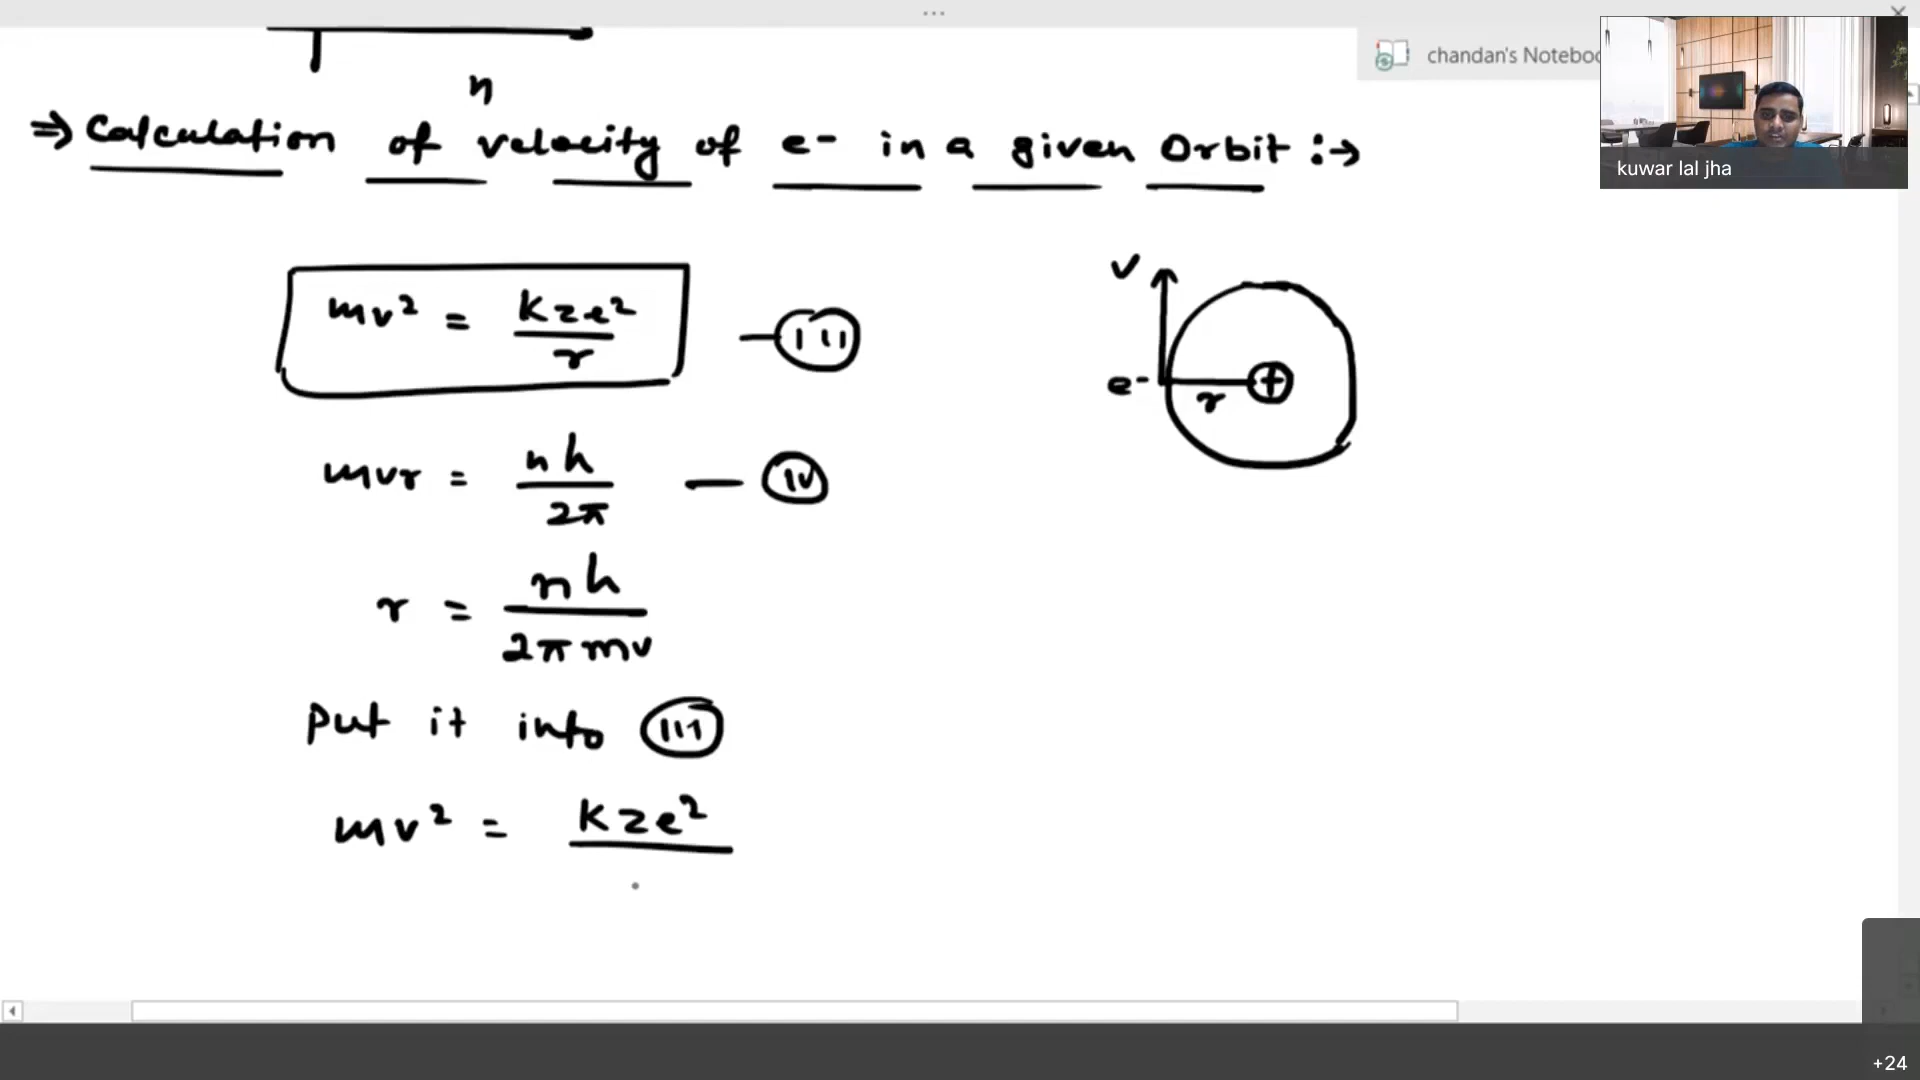 chandan's Noteboo
n
⇒ Calculation of velocity of e- in a given Orbit :→
mv² = kze²/r —(III)
v
e-
r
+
mvr = nh/2π — (IV)
r = nh/2πmv
put it into (III)
mv² = kze²
kuwar lal jha
+24